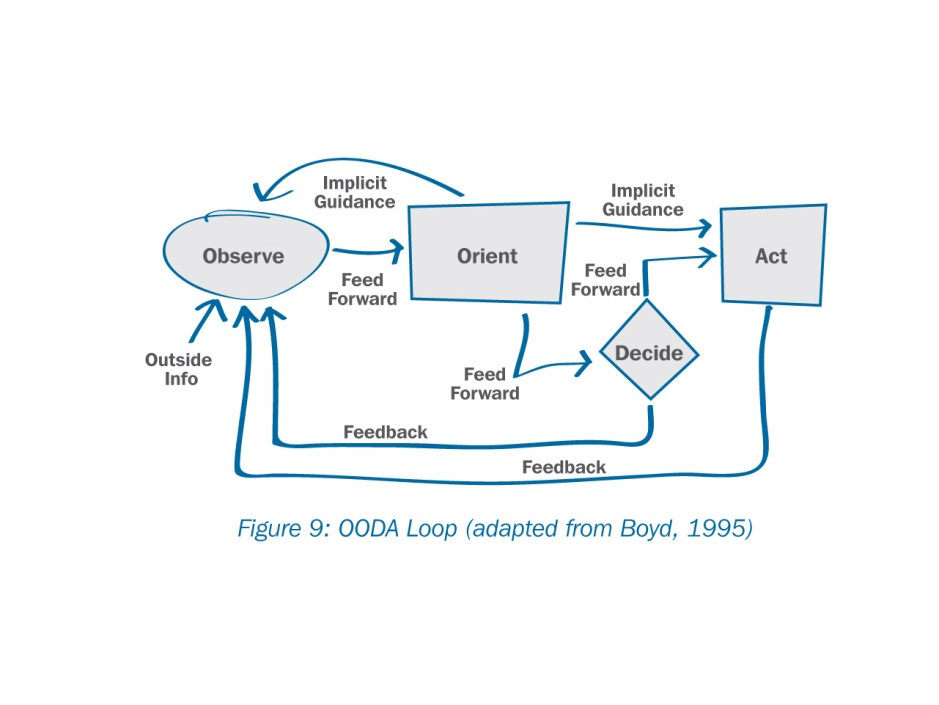 Implicit
Guidance
Implicit
Guidance
Observe
Orient
Act
Feed
Forward
Feed
Forward
Decide
Outside
Info
Feed
Forward
Feedback
Feedback
Figure 9: OODA Loop (adapted from Boyd, 1995)